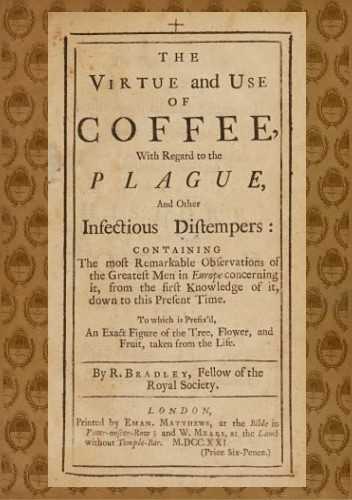 THE
VIRTUE and USE
OF
COFFEE,
With Regard to the
PLAGUE,
And Other
Infectious Distempers:
CONTAINING
The most Remarkable Observations of
the Greatest Men in Europe concerning
it, from the first Knowledge of it,
down to this Present Time.
To which is Prefix'd,
An Exact Figure of the Tree, Flower, and
Fruit, taken from the Life.
By R. BRADLEY, Fellow of the
Royal Society.
LONDON,
Printed by EMAN. MATTHEWS, at the Bible in
Pater-noster-Row; and W. MEARS, at the Lamb
without Temple-Bar. M.DCC.XXI.
(Price Six-Pence.)